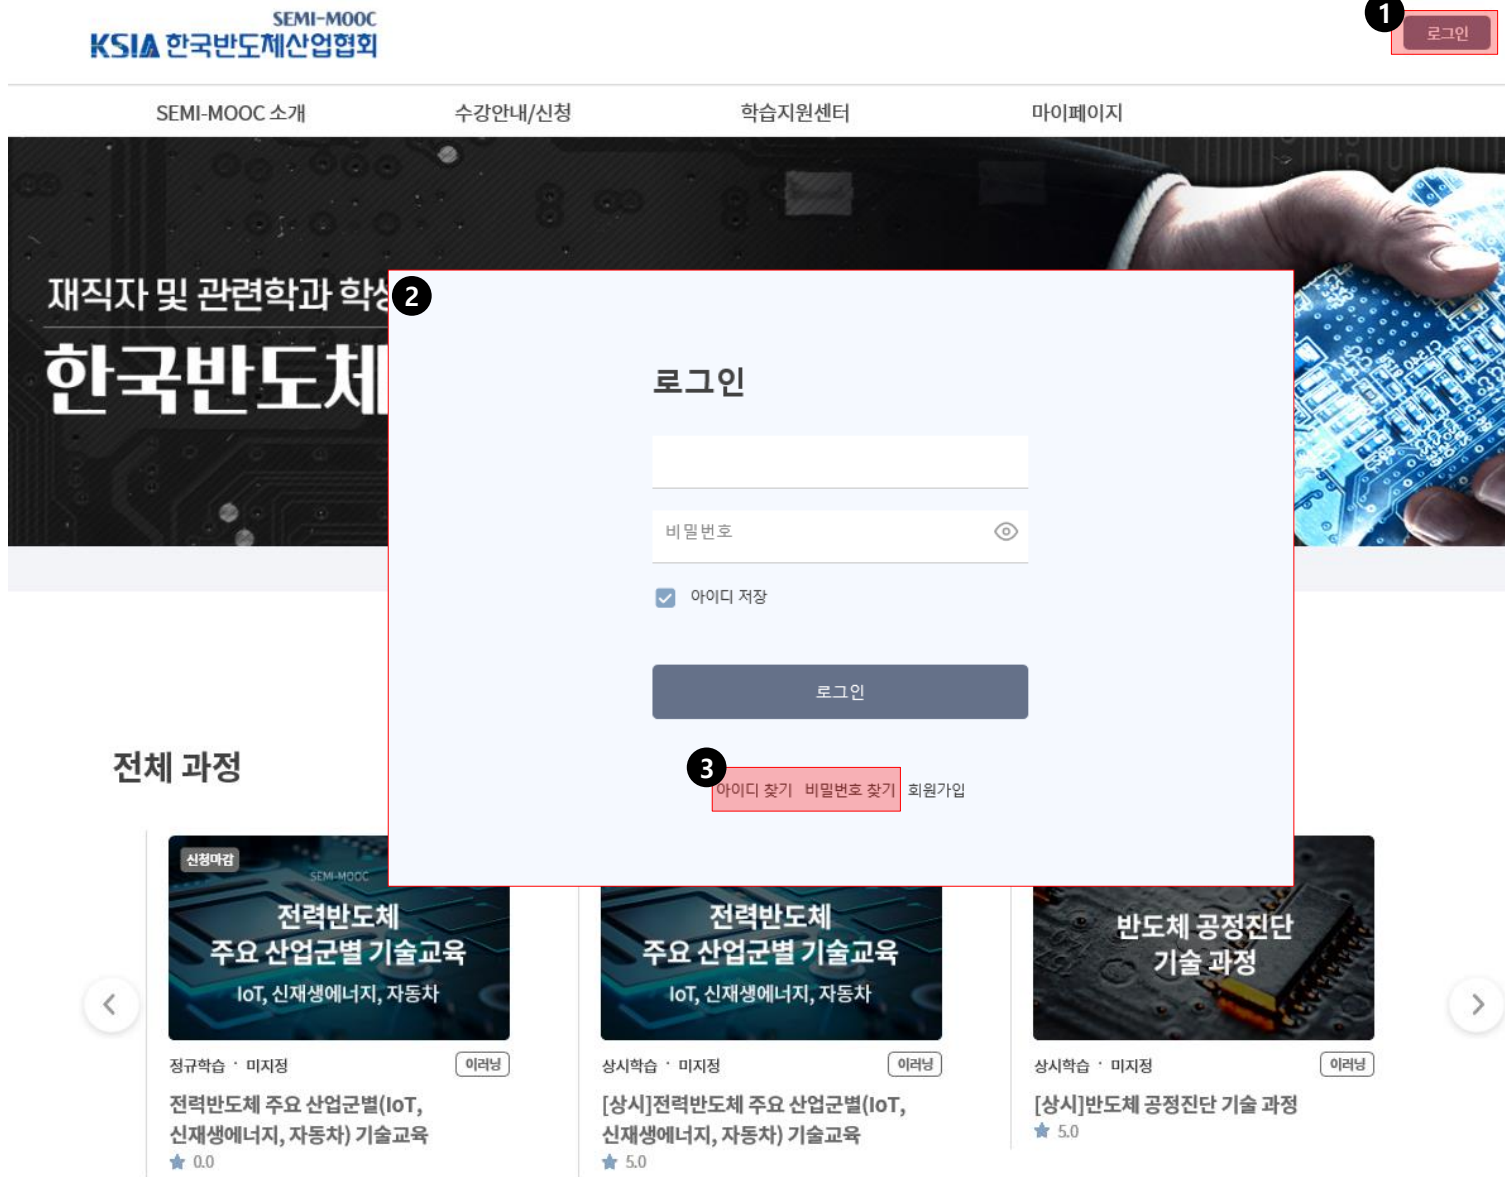 SEMI-MOOC
KSIA 한국반도체산업협회
1
로그인
SEMI-MOOC 소개
수강안내/신청
학습지원센터
마이페이지
재직자 및 관련학과 학생
한국반도체
2
로그인
비밀번호
아이디 저장
로그인
3
아이디 찾기 비밀번호 찾기 회원가입
전체 과정
신청마감
SEMI-MOOC
전력반도체
주요 산업군별 기술교육
IoT, 신재생에너지, 자동차
정규학습 · 미지정
이러닝
전력반도체 주요 산업군별(IoT,
신재생에너지, 자동차) 기술교육
0.0
전력반도체
주요 산업군별 기술교육
IoT, 신재생에너지, 자동차
상시학습 · 미지정
이러닝
[상시]전력반도체 주요 산업군별(IoT,
신재생에너지, 자동차) 기술교육
5.0
반도체 공정진단
기술 과정
상시학습 · 미지정
이러닝
[상시]반도체 공정진단 기술 과정
5.0